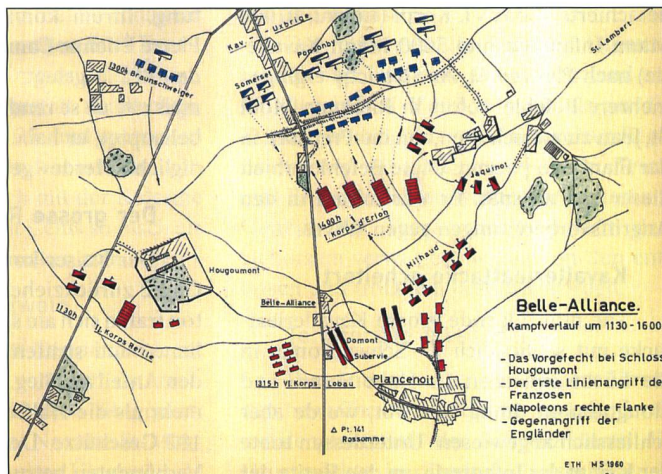 Kav. Uxbrige
Ponsonby
Somerset
1300h Braunschweiger
St. Lambert
Jaquinot
1400h
I. Korps d'Erlon
Hougoumont
Milhaud
1130h
II. Korps Reille
Belle-Alliance
Domont
Subervie
1315h VI. Korps Lobau
Plancenoit
△ Pt. 141
Rossomme
Belle-Alliance.
Kampfverlauf um 1130 - 1600
- Das Vorgefecht bei Schloss
Hougoumont
- Der erste Linienangriff de
Franzosen
- Napoleons rechte Flanke
- Gegenangriff der
Engländer
ETH MS 1960